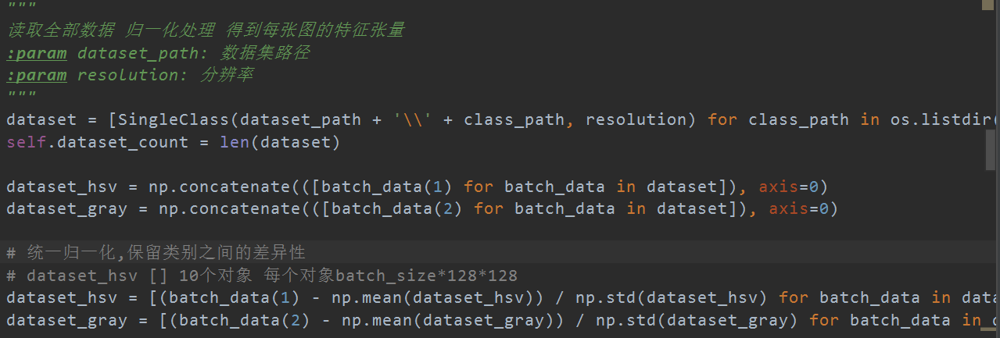 """
读取全部数据 归一化处理 得到每张图的特征张量
:param dataset_path: 数据集路径
:param resolution: 分辨率
"""
dataset = [SingleClass(dataset_path + '\\' + class_path, resolution) for class_path in os.listdir(
self.dataset_count = len(dataset)
dataset_hsv = np.concatenate(([batch_data(1) for batch_data in dataset]), axis=0)
dataset_gray = np.concatenate(([batch_data(2) for batch_data in dataset]), axis=0)
# 统一归一化,保留类别之间的差异性
# dataset_hsv [] 10个对象 每个对象batch_size*128*128
dataset_hsv = [(batch_data(1) - np.mean(dataset_hsv)) / np.std(dataset_hsv) for batch_data in data
dataset_gray = [(batch_data(2) - np.mean(dataset_gray)) / np.std(dataset_gray) for batch_data in